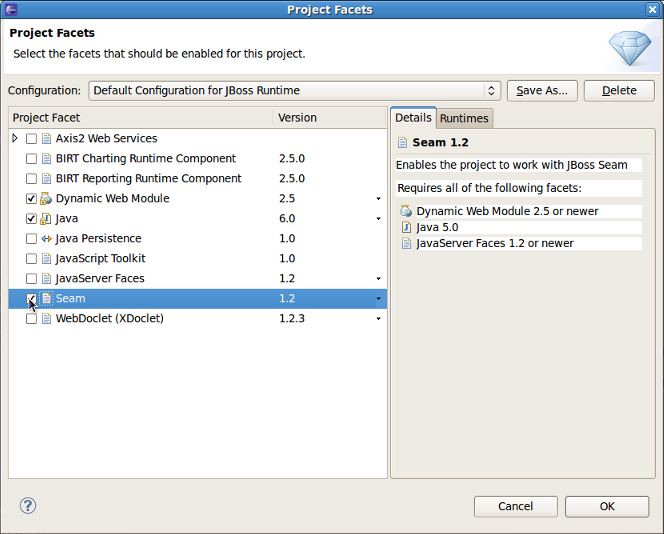 Project Facets
Project Facets
Select the facets that should be enabled for this project.
Configuration: Default Configuration for JBoss Runtime Save As... Delete
Project Facet Version
Axis2 Web Services
BIRT Charting Runtime Component 2.5.0
BIRT Reporting Runtime Component 2.5.0
Dynamic Web Module 2.5
Java 6.0
Java Persistence 1.0
JavaScript Toolkit 1.0
JavaServer Faces 1.2
Seam 1.2
WebDoclet (XDoclet) 1.2.3
Details Runtimes
Seam 1.2
Enables the project to work with JBoss Seam
Requires all of the following facets:
Dynamic Web Module 2.5 or newer
Java 5.0
JavaServer Faces 1.2 or newer
? Cancel OK